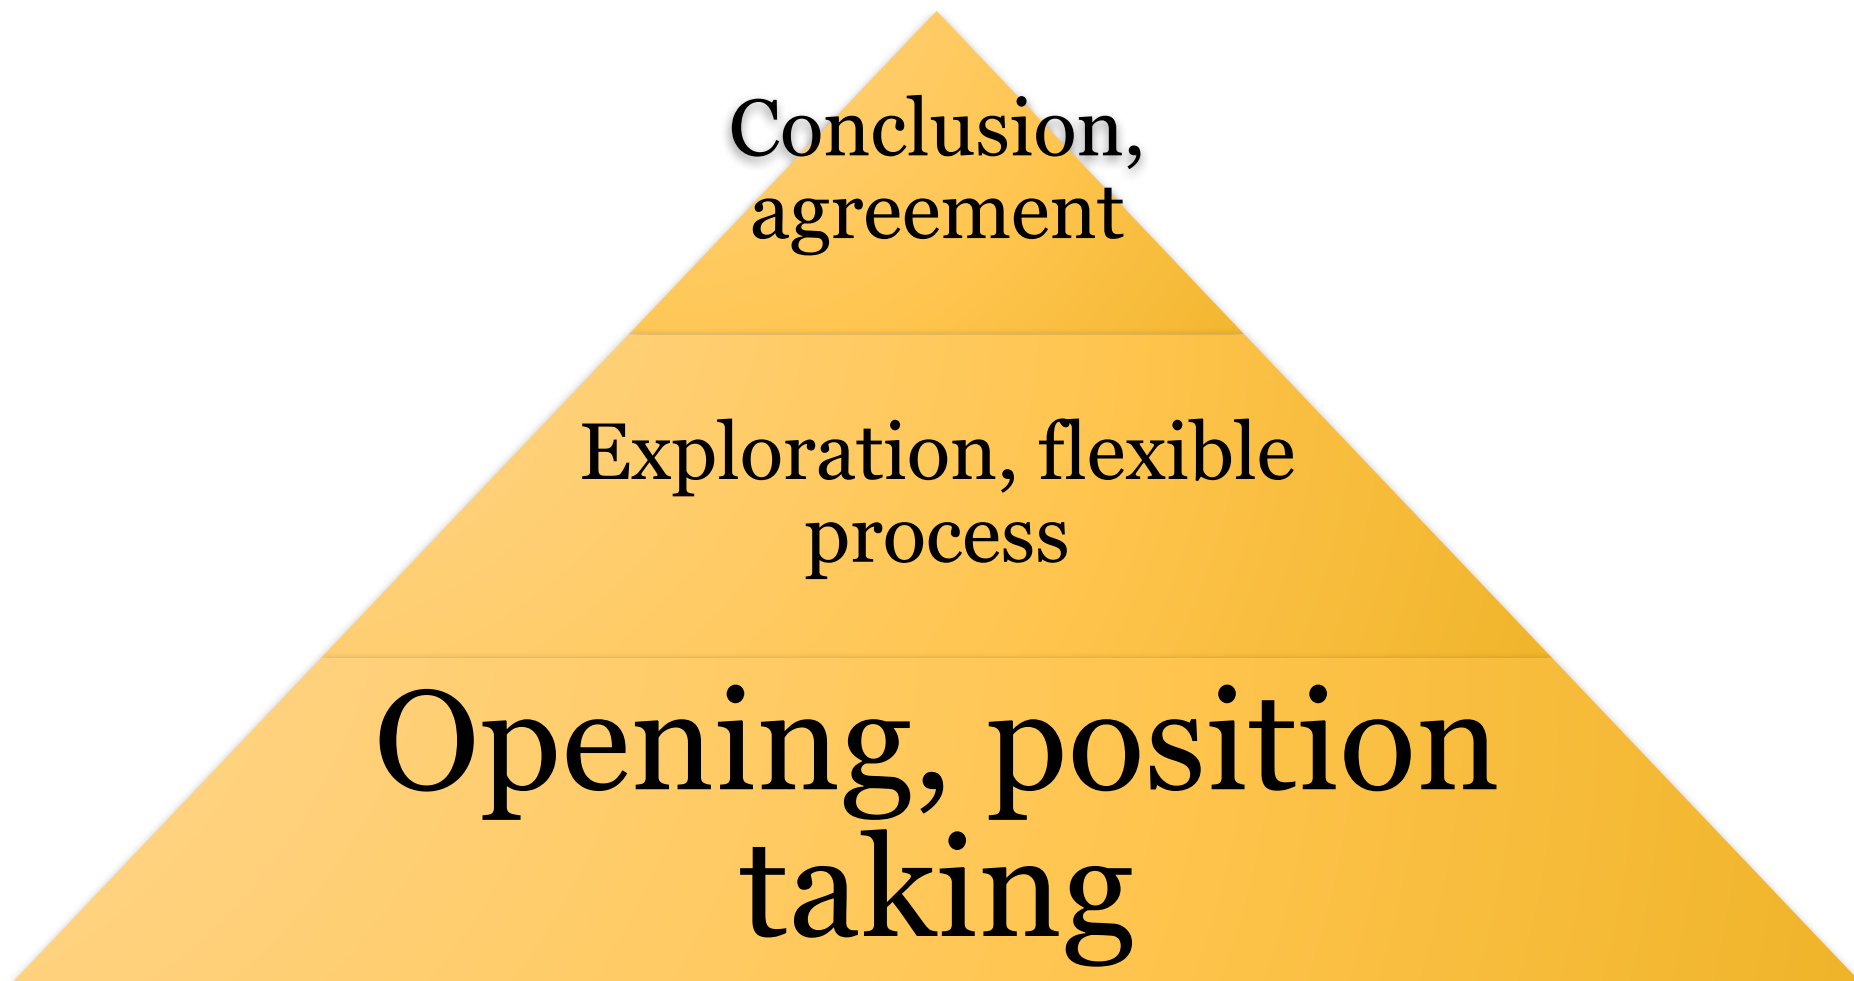 Conclusion,
agreement
Exploration, flexible
process
Opening, position
taking